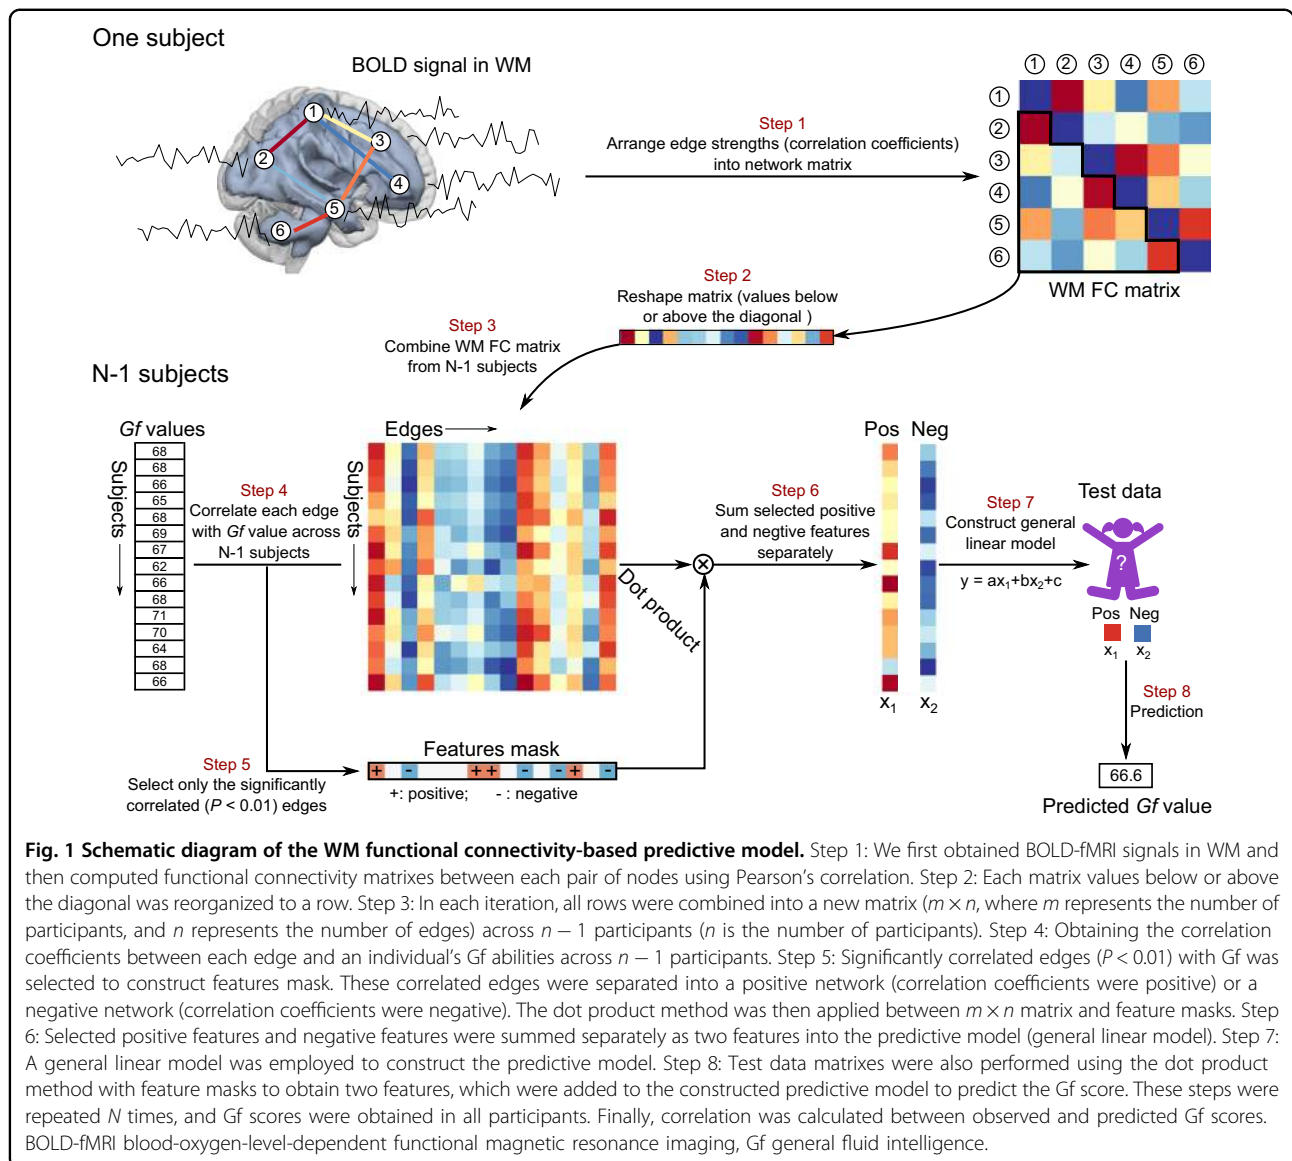 One subject
BOLD signal in WM
① ② ③ ④ ⑤ ⑥
①
②
③
④
⑤
⑥
1
2
3
4
5
6
Step 1
Arrange edge strengths (correlation coefficients)
into network matrix
WM FC matrix
Step 2
Reshape matrix (values below
or above the diagonal )
Step 3
Combine WM FC matrix
from N-1 subjects
N-1 subjects
Gf values
Subjects
68
68
66
65
68
69
67
62
66
68
71
70
64
68
66
Step 4
Correlate each edge
with Gf value across
N-1 subjects
Edges
Subjects
Dot product
Step 5
Select only the significantly
correlated (P < 0.01) edges
Features mask
+ - + + - - + -
+: positive; - : negative
Step 6
Sum selected positive
and negtive features
separately
Pos Neg
x1 x2
Step 7
Construct general
linear model
y = ax1+bx2+c
Test data
?
Pos Neg
x1 x2
Step 8
Prediction
66.6
Predicted Gf value
Fig. 1 Schematic diagram of the WM functional connectivity-based predictive model. Step 1: We first obtained BOLD-fMRI signals in WM and
then computed functional connectivity matrixes between each pair of nodes using Pearson's correlation. Step 2: Each matrix values below or above
the diagonal was reorganized to a row. Step 3: In each iteration, all rows were combined into a new matrix (m × n, where m represents the number of
participants, and n represents the number of edges) across n − 1 participants (n is the number of participants). Step 4: Obtaining the correlation
coefficients between each edge and an individual's Gf abilities across n − 1 participants. Step 5: Significantly correlated edges (P < 0.01) with Gf was
selected to construct features mask. These correlated edges were separated into a positive network (correlation coefficients were positive) or a
negative network (correlation coefficients were negative). The dot product method was then applied between m × n matrix and feature masks. Step
6: Selected positive features and negative features were summed separately as two features into the predictive model (general linear model). Step 7:
A general linear model was employed to construct the predictive model. Step 8: Test data matrixes were also performed using the dot product
method with feature masks to obtain two features, which were added to the constructed predictive model to predict the Gf score. These steps were
repeated N times, and Gf scores were obtained in all participants. Finally, correlation was calculated between observed and predicted Gf scores.
BOLD-fMRI blood-oxygen-level-dependent functional magnetic resonance imaging, Gf general fluid intelligence.